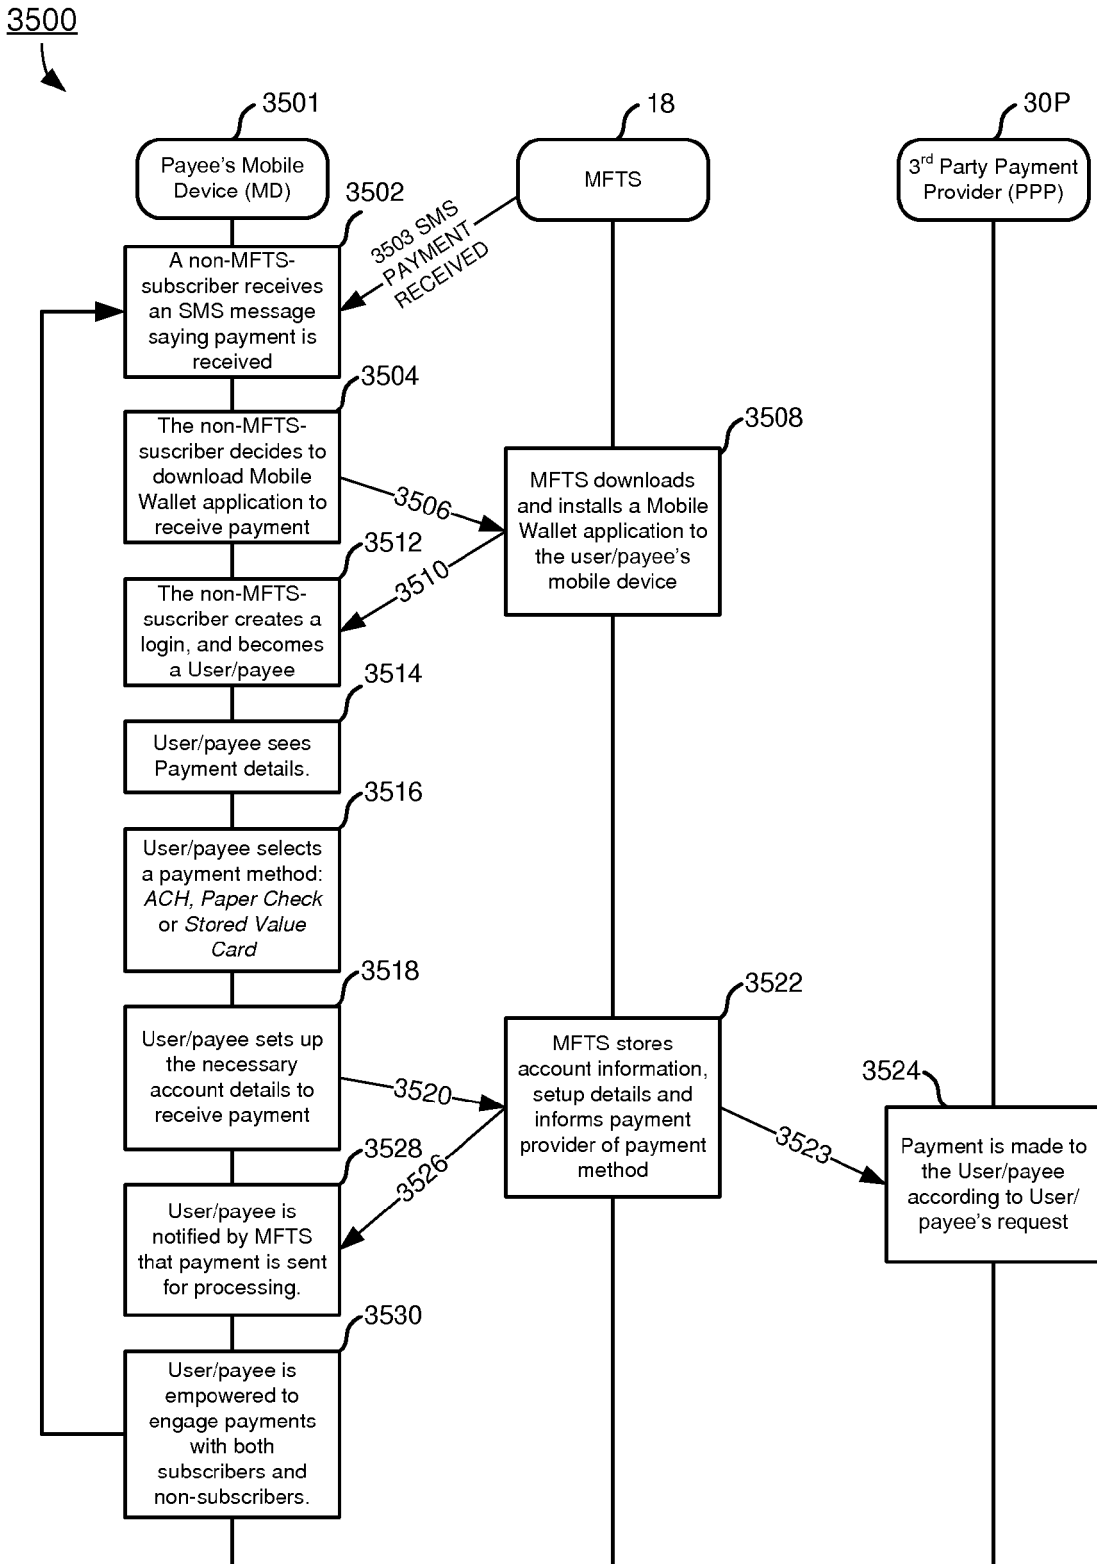 3500
3501
18
30P
Payee's Mobile
Device (MD)
MFTS
3rd Party Payment
Provider (PPP)
3502
3503 SMS
PAYMENT
RECEIVED
A non-MFTS-
subscriber receives
an SMS message
saying payment is
received
3504
The non-MFTS-
suscriber decides to
download Mobile
Wallet application to
receive payment
3506
3508
MFTS downloads
and installs a Mobile
Wallet application to
the user/payee's
mobile device
3510
3512
The non-MFTS-
suscriber creates a
login, and becomes
a User/payee
3514
User/payee sees
Payment details.
3516
User/payee selects
a payment method:
ACH, Paper Check
or Stored Value
Card
3518
User/payee sets up
the necessary
account details to
receive payment
3520
3522
MFTS stores
account information,
setup details and
informs payment
provider of payment
method
3523
3524
Payment is made to
the User/payee
according to User/
payee's request
3526
3528
User/payee is
notified by MFTS
that payment is sent
for processing.
3530
User/payee is
empowered to
engage payments
with both
subscribers and
non-subscribers.